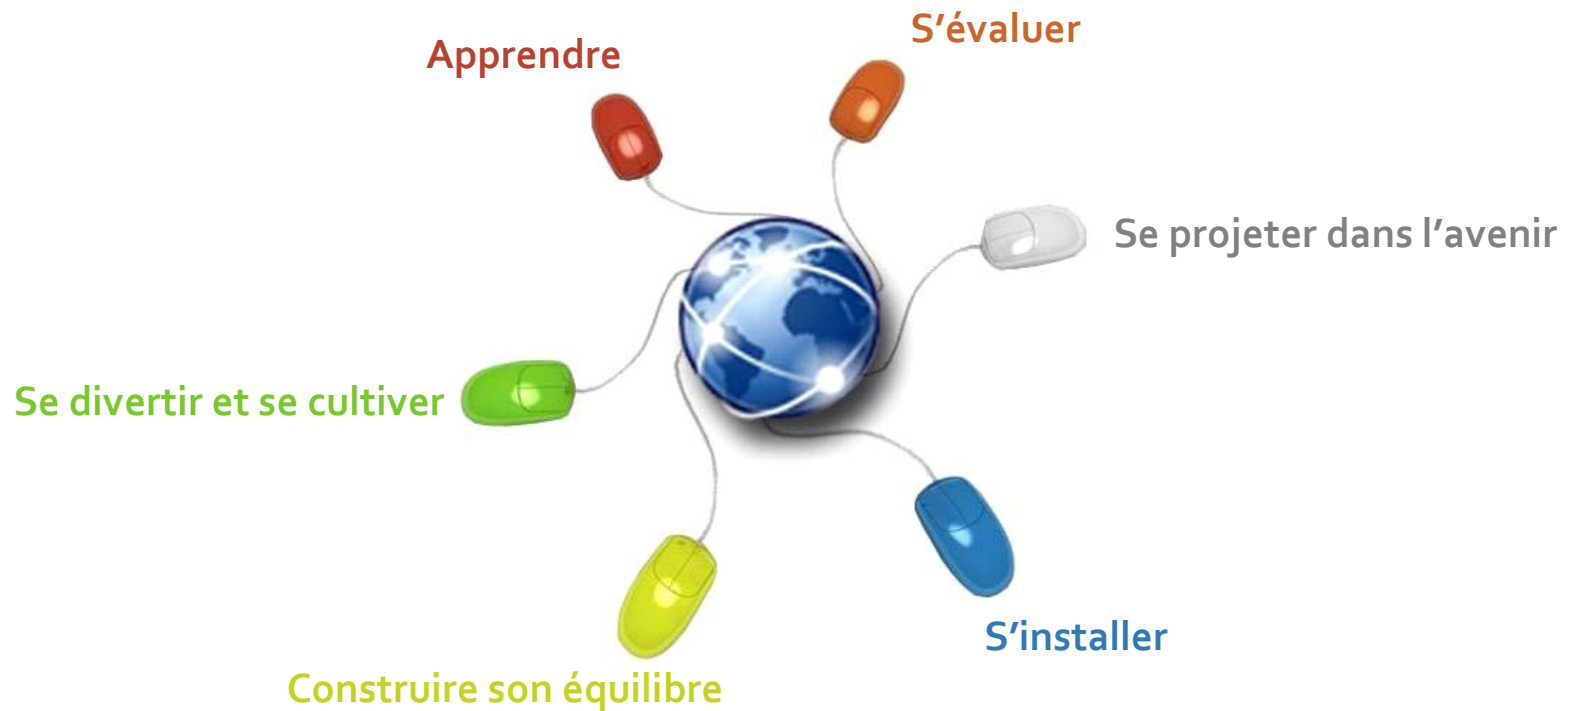 S’évaluer
Apprendre
Se projeter dans l’avenir
Se divertir et se cultiver
S’installer
Construire son équilibre